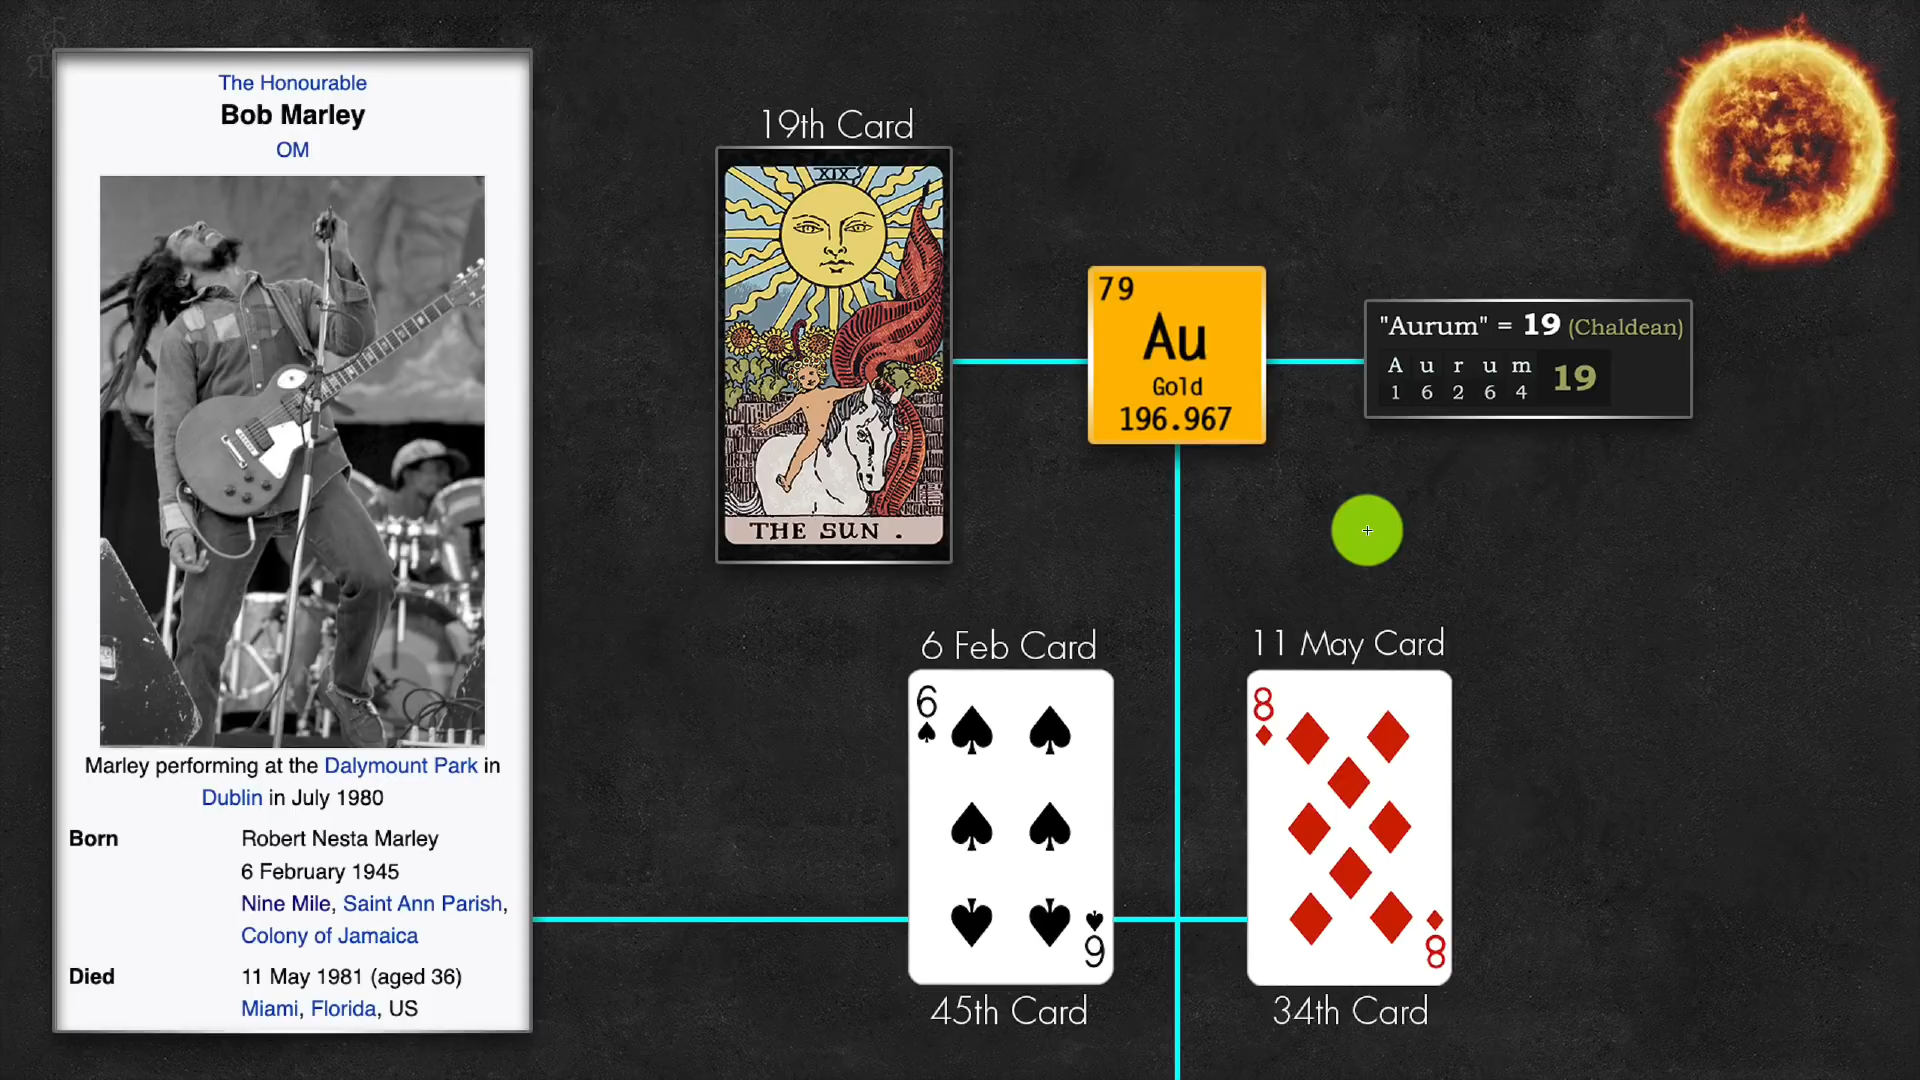 The Honourable
Bob Marley
OM
Marley performing at the Dalymount Park in
Dublin in July 1980
Born Robert Nesta Marley
6 February 1945
Nine Mile, Saint Ann Parish,
Colony of Jamaica
Died 11 May 1981 (aged 36)
Miami, Florida, US
19th Card
XIX
THE SUN .
79
Au
Gold
196.967
"Aurum" = 19 (Chaldean)
A u r u m
1 6 2 6 4 19
6 Feb Card
6
6
45th Card
11 May Card
8
8
34th Card